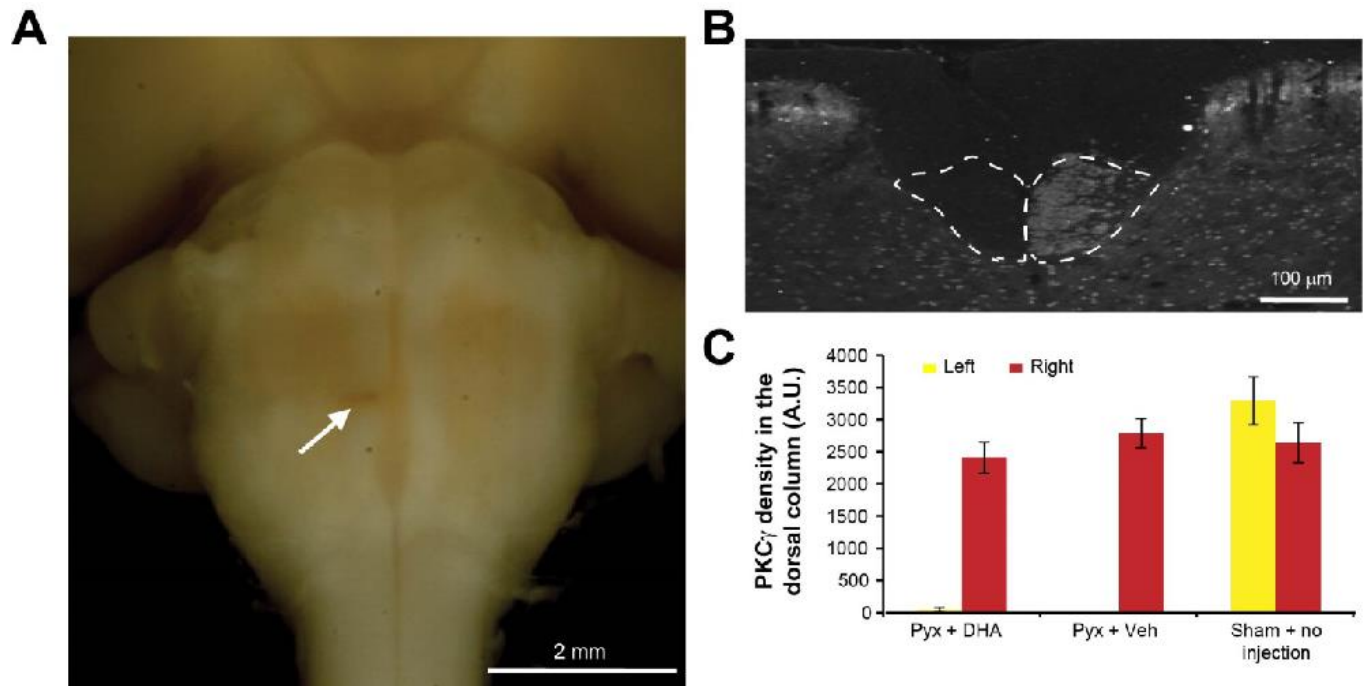 A
2 mm
B
100 µm
C
PKCγ density in the
dorsal column (A.U.)
4000
3500
3000
2500
2000
1500
1000
500
0
Left
Right
Pyx + DHA
Pyx + Veh
Sham + no
injection